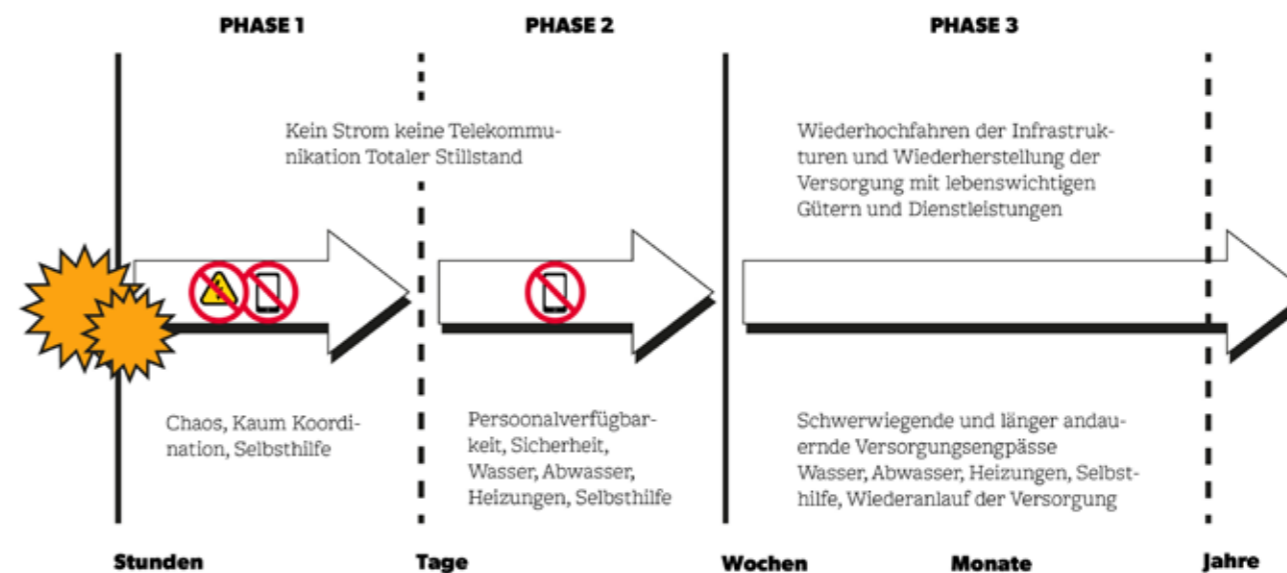 PHASE 1
PHASE 2
PHASE 3
Kein Strom keine Telekommu-
nikation Totaler Stillstand
Wiederhochfahren der Infrastruk-
turen und Wiederherstellung der
Versorgung mit lebenswichtigen
Gütern und Dienstleistungen
Chaos, Kaum Koordi-
nation, Selbsthilfe
Persoonalverfügbar-
keit, Sicherheit,
Wasser, Abwasser,
Heizungen, Selbsthilfe
Schwerwiegende und länger andau-
ernde Versorgungsengpässe
Wasser, Abwasser, Heizungen, Selbst-
hilfe, Wiederanlauf der Versorgung
Stunden
Tage
Wochen
Monate
Jahre